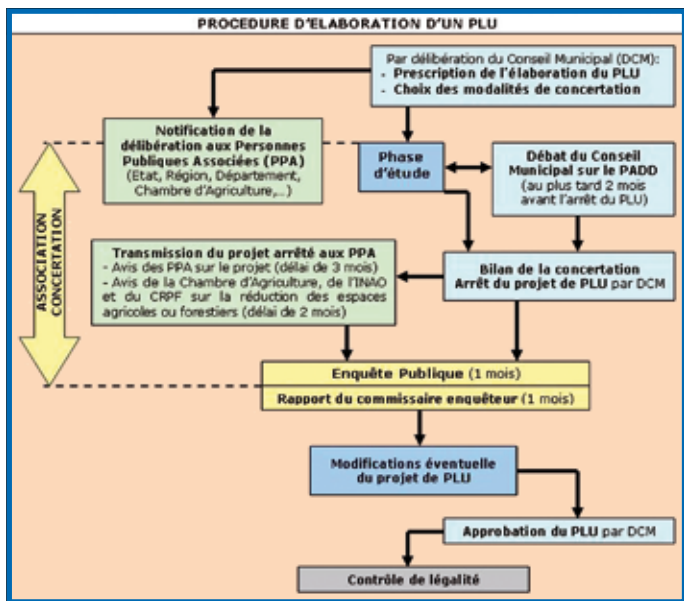 PROCEDURE D'ELABORATION D'UN PLU
Par délibération du Conseil Municipal (DCM):
- Prescription de l'élaboration du PLU
- Choix des modalités de concertation
Notification de la
délibération aux Personnes
Publiques Associées (PPA)
(Etat, Région, Département,
Chambre d'Agriculture,...)
Phase
d'étude
Débat du Conseil
Municipal sur le PADD
(au plus tard 2 mois
avant l'arrêt du PLU)
ASSOCIATION
CONCERTATION
Transmission du projet arrêté aux PPA
- Avis des PPA sur le projet (délai de 3 mois)
- Avis de la Chambre d'Agriculture, de l'INAO
et du CRPF sur la réduction des espaces
agricoles ou forestiers (délai de 2 mois)
Bilan de la concertation
Arrêt du projet de PLU par DCM
Enquête Publique (1 mois)
Rapport du commissaire enquêteur (1 mois)
Modifications éventuelle
du projet de PLU
Approbation du PLU par DCM
Contrôle de légalité